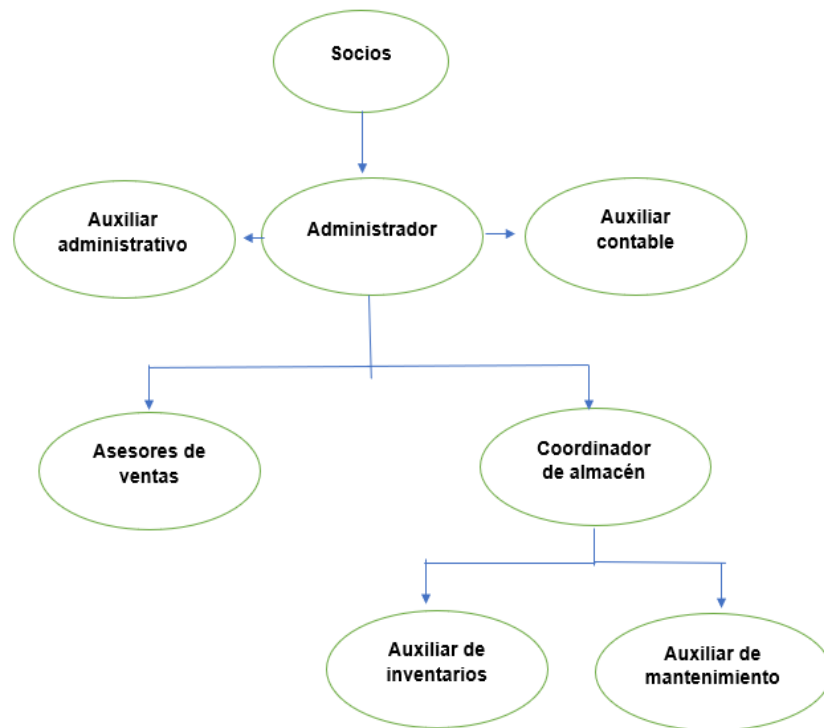 Socios
Auxiliar
administrativo
Administrador
Auxiliar
contable
Asesores de
ventas
Coordinador
de almacén
Auxiliar de
inventarios
Auxiliar de
mantenimiento